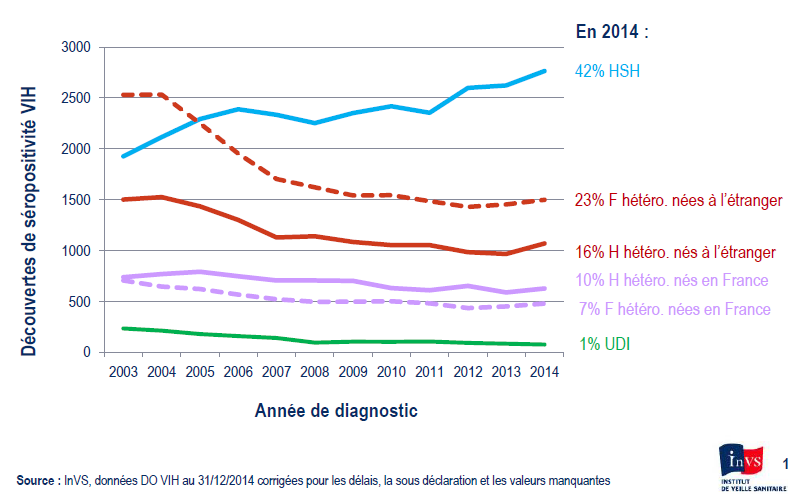 En 2014 :
3000
2500
2000
1500
1000
500
0
Découvertes de séropositivité VIH
42% HSH
23% F hétéro. nées à l’étranger
16% H hétéro. nés à l’étranger
10% H hétéro. nés en France
7% F hétéro. nées en France
1% UDI
2003 2004 2005 2006 2007 2008 2009 2010 2011 2012 2013 2014
Année de diagnostic
Source : InVS, données DO VIH au 31/12/2014 corrigées pour les délais, la sous déclaration et les valeurs manquantes
InVS
INSTITUT
DE VEILLE SANITAIRE
1